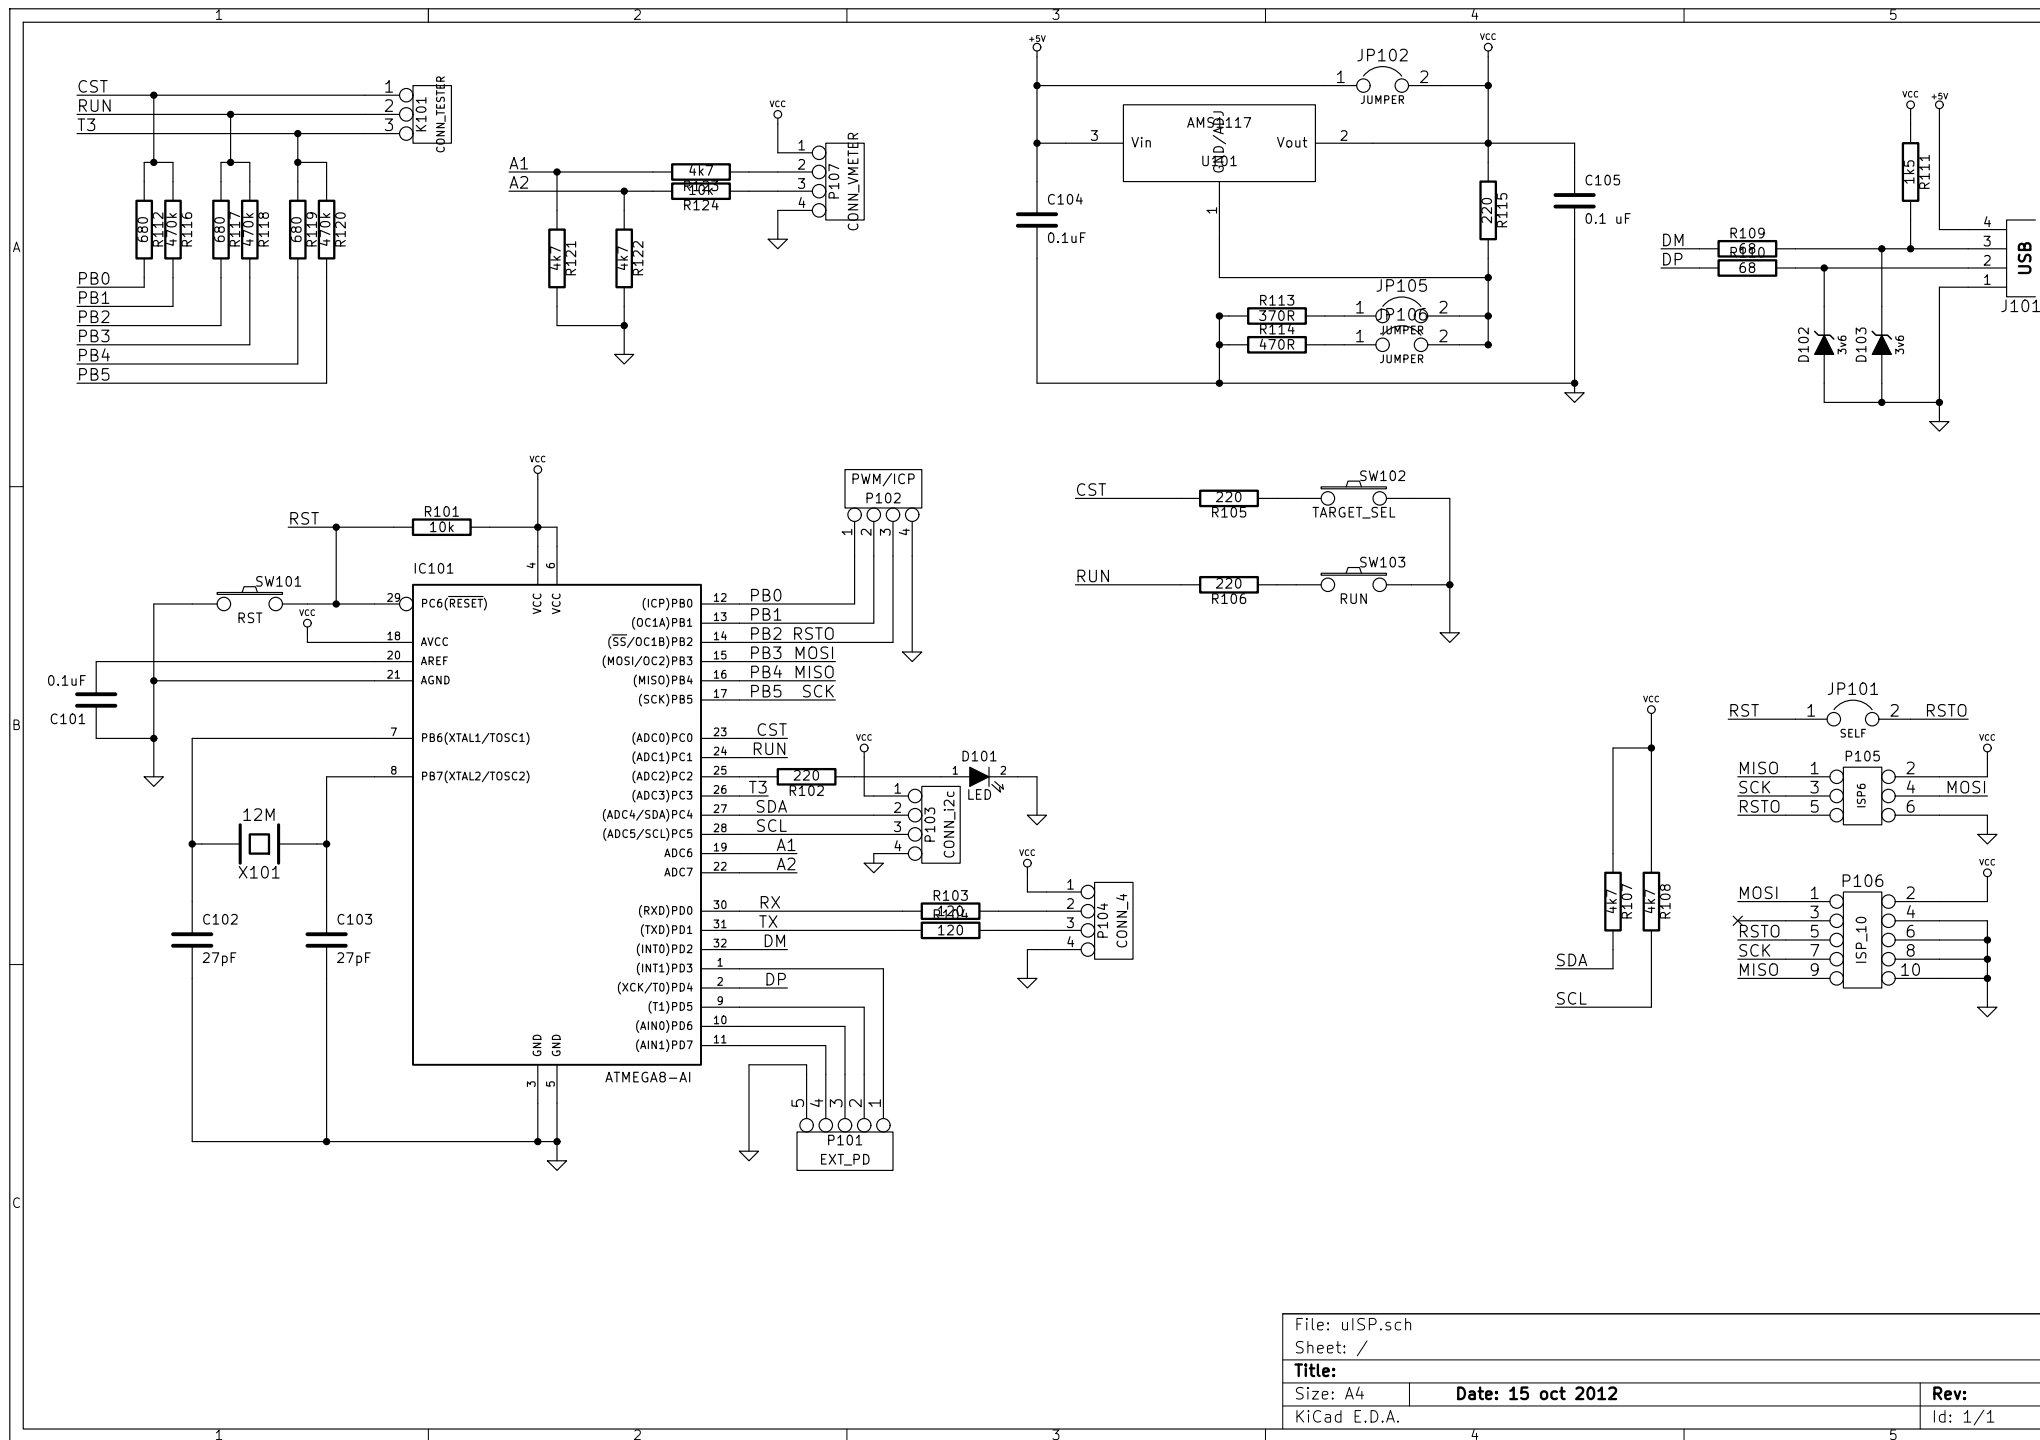 1 2 3 4 5
A
B
C
CST 1
RUN 2
T3 3
K101
CONN_TESTER
680 R112 470k R116 680 R117 470k R118 680 R119 470k R120
PB0
PB1
PB2
PB3
PB4
PB5
VCC
A1 4k7 1 2
R123
A2 10k 3
R124 4
P107
CONN_VMETER
4k7 R121
4k7 R122
+5V VCC
JP102
1 2
JUMPER
AMS1117
3 Vin GND/ADJ Vout 2
U101
1
C104
0.1uF
220 R115
C105
0.1 uF
JP105
R113 1 2
370R
JUMPER
JP106
R114 1 2
470R
JUMPER
VCC +5V
1k5 R111
DM R109 68 3
DP R110 68 2
4
1
USB
J101
D102 3v6
D103 3v6
VCC
RST R101
10k
IC101
SW101
RST
VCC
4 6
VCC VCC
29 PC6(RESET)
18 AVCC
20 AREF
21 AGND
7 PB6(XTAL1/TOSC1)
8 PB7(XTAL2/TOSC2)
0.1uF
C101
12M
X101
C102
27pF
C103
27pF
GND GND
3 5
ATMEGA8-AI
PWM/ICP
P102
1 2 3 4
(ICP)PB0 12 PB0
(OC1A)PB1 13 PB1
(SS/OC1B)PB2 14 PB2 RSTO
(MOSI/OC2)PB3 15 PB3 MOSI
(MISO)PB4 16 PB4 MISO
(SCK)PB5 17 PB5 SCK
(ADC0)PC0 23 CST
(ADC1)PC1 24 RUN
(ADC2)PC2 25 220
R102
(ADC3)PC3 26 T3
(ADC4/SDA)PC4 27 SDA
(ADC5/SCL)PC5 28 SCL
ADC6 19 A1
ADC7 22 A2
(RXD)PD0 30 RX
(TXD)PD1 31 TX
(INT0)PD2 32 DM
(INT1)PD3 1
(XCK/T0)PD4 2 DP
(T1)PD5 9
(AIN0)PD6 10
(AIN1)PD7 11
VCC
D101
1 2
LED
1
2
3
4
P103
CONN_i2c
VCC
R103
120
R104
120
1
2
3
4
P104
CONN_4
5 4 3 2 1
P101
EXT_PD
CST 220 SW102
R105 TARGET_SEL
RUN 220 SW103
R106 RUN
VCC
4k7 R107
4k7 R108
SDA
SCL
JP101
RST 1 2 RSTO
SELF
VCC
P105
MISO 1 2
SCK 3 4 MOSI
RSTO 5 6
ISP6
VCC
P106
MOSI 1 2
3 4
RSTO 5 6
SCK 7 8
MISO 9 10
ISP_10
File: uISP.sch
Sheet: /
Title:
Size: A4 Date: 15 oct 2012 Rev:
KiCad E.D.A. Id: 1/1
1 2 3 4 5